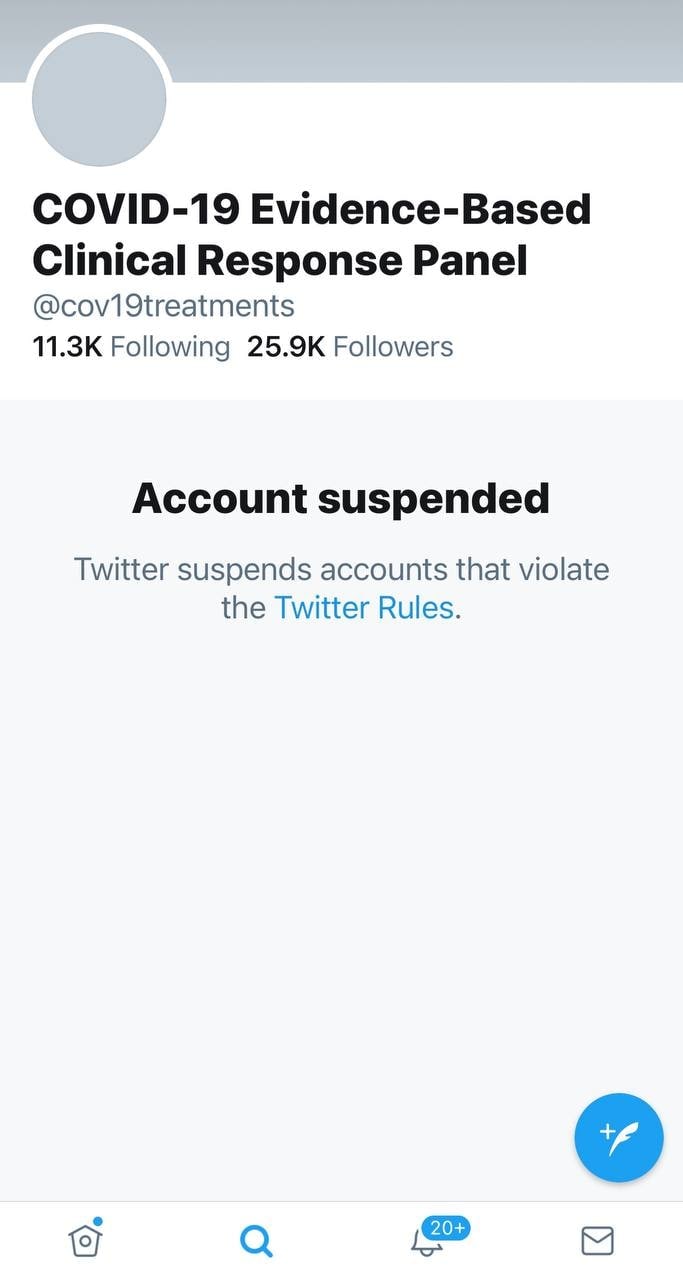 COVID-19 Evidence-Based
Clinical Response Panel
@cov19treatments
11.3K Following 25.9K Followers
Account suspended
Twitter suspends accounts that violate
the Twitter Rules.
20+